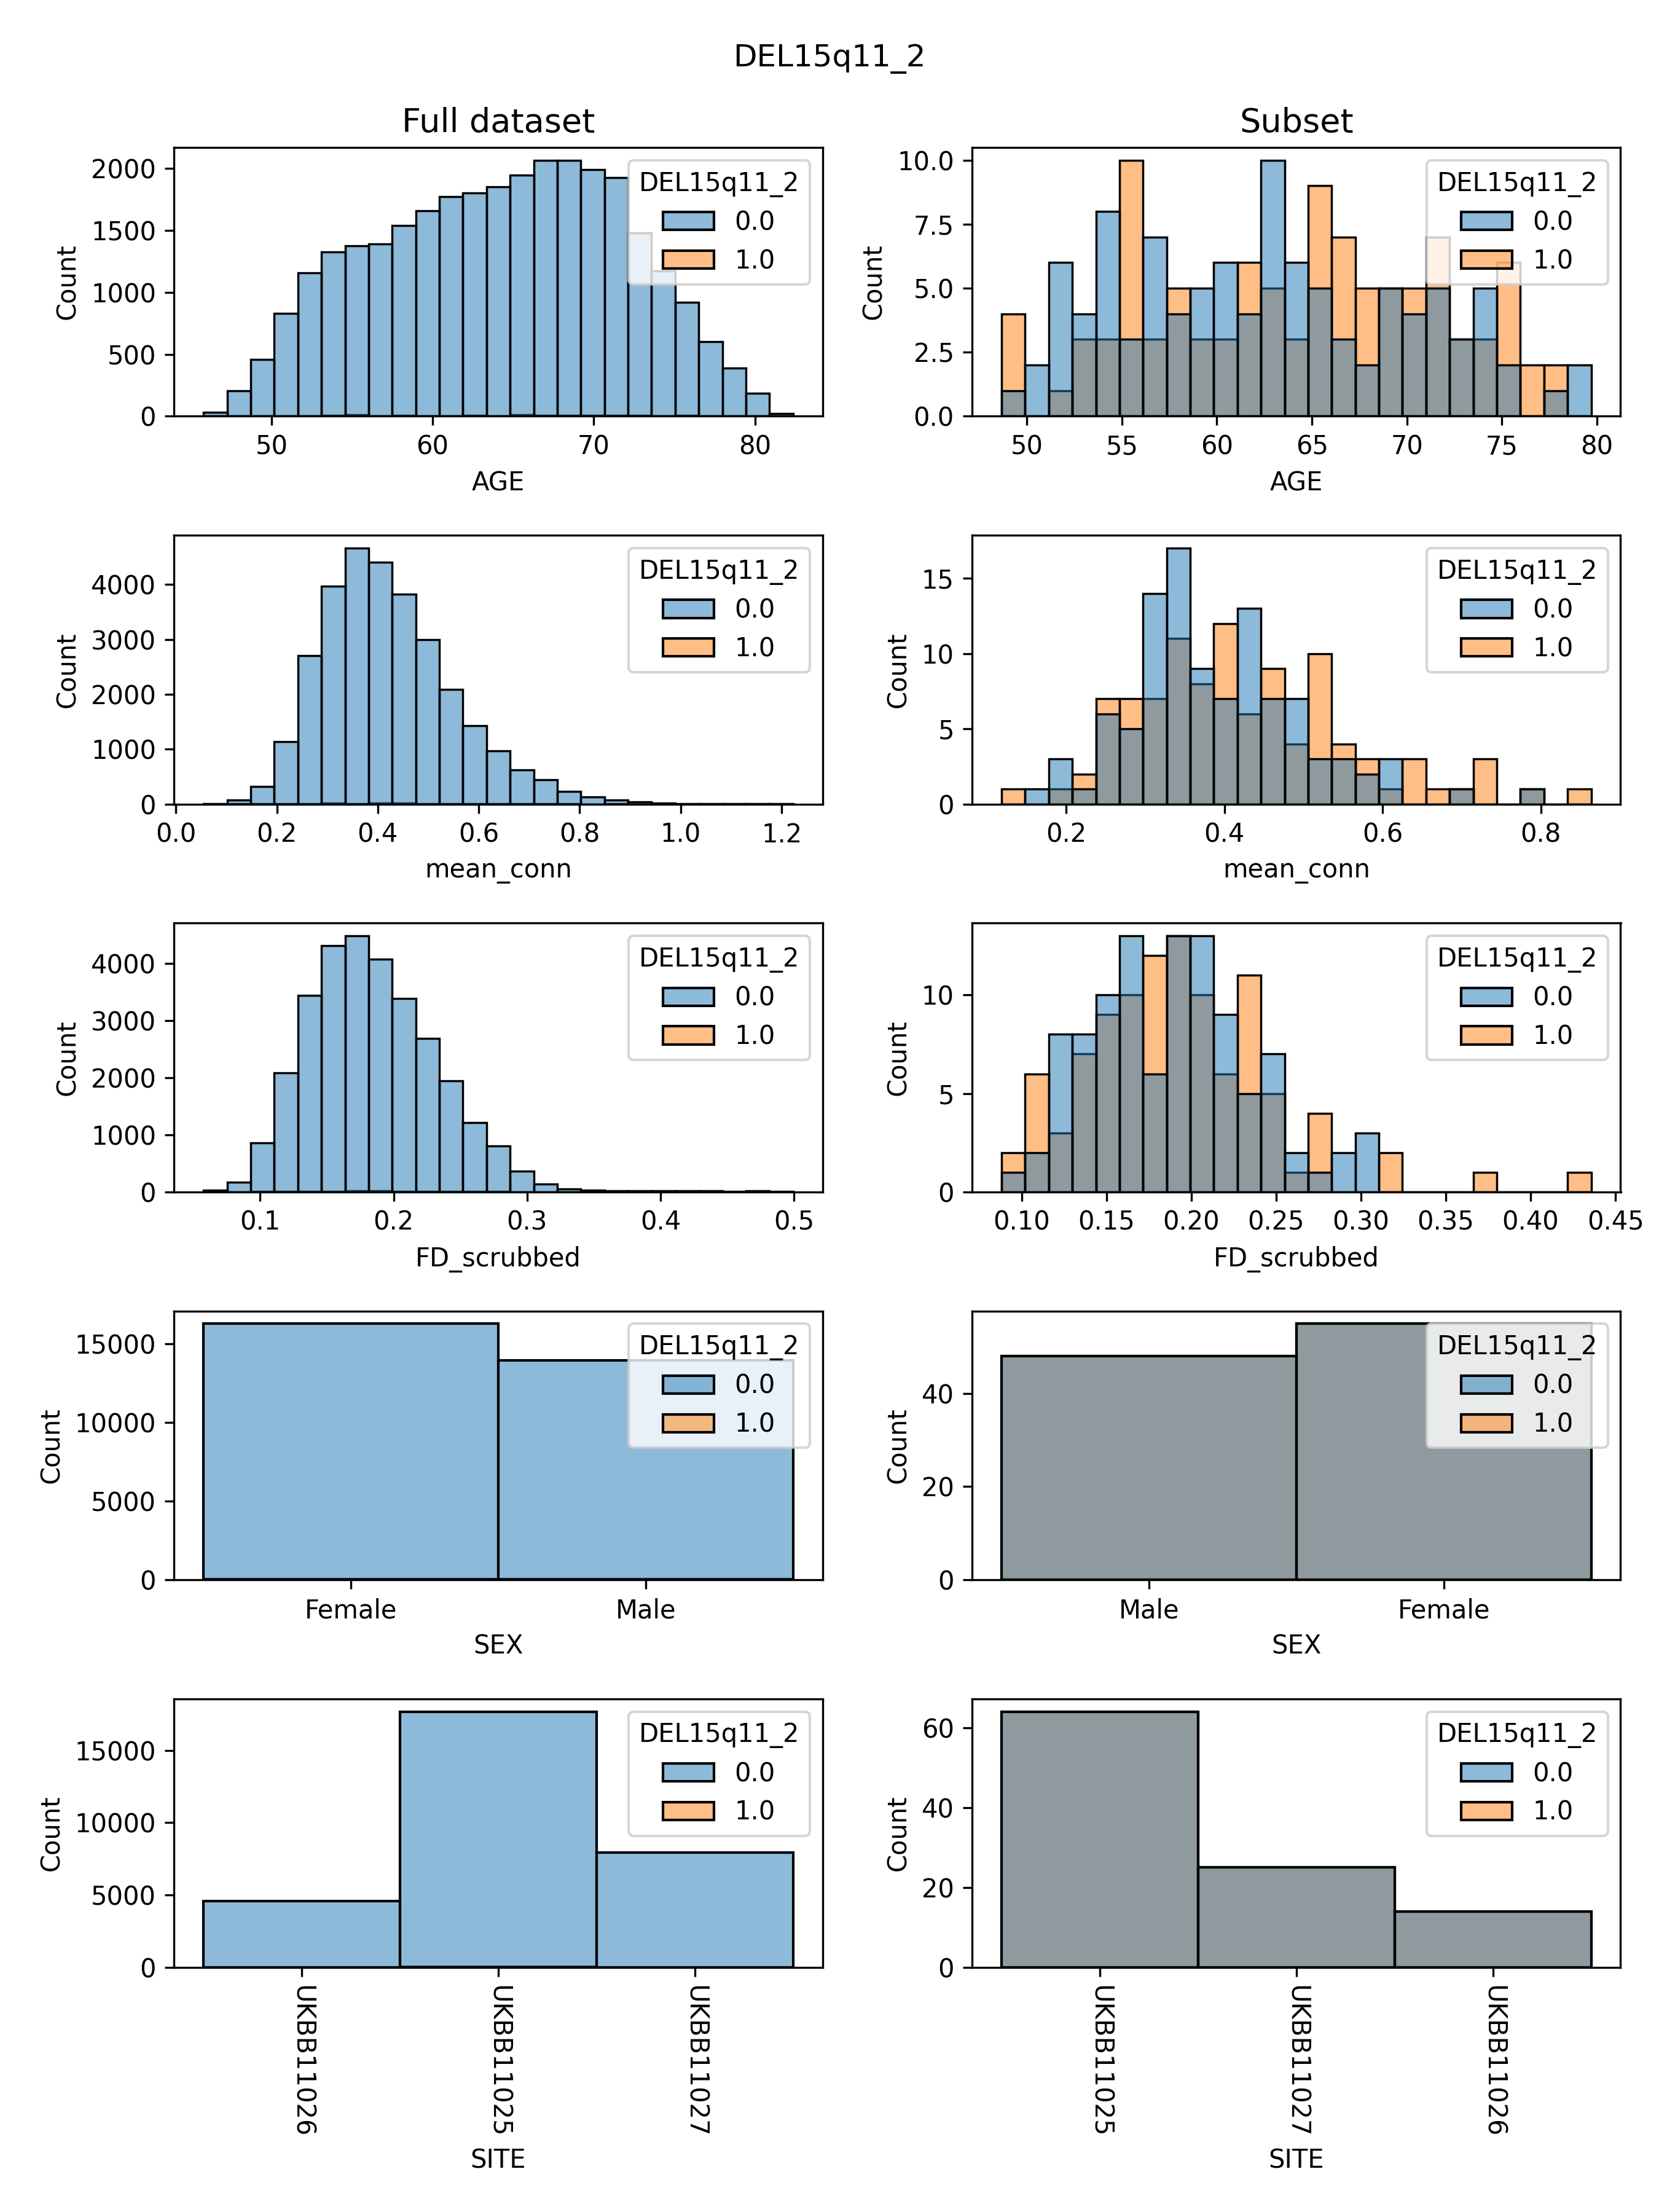 DEL15q11_2
Full dataset
Subset
2000
1500
1000
500
0
Count
50 60 70 80
AGE
DEL15q11_2
0.0
1.0
10.0
7.5
5.0
2.5
0.0
Count
50 55 60 65 70 75 80
AGE
DEL15q11_2
0.0
1.0
4000
3000
2000
1000
0
Count
0.0 0.2 0.4 0.6 0.8 1.0 1.2
mean_conn
DEL15q11_2
0.0
1.0
15
10
5
0
Count
0.2 0.4 0.6 0.8
mean_conn
DEL15q11_2
0.0
1.0
4000
3000
2000
1000
0
Count
0.1 0.2 0.3 0.4 0.5
FD_scrubbed
DEL15q11_2
0.0
1.0
10
5
0
Count
0.10 0.15 0.20 0.25 0.30 0.35 0.40 0.45
FD_scrubbed
DEL15q11_2
0.0
1.0
15000
10000
5000
0
Count
Female Male
SEX
DEL15q11_2
0.0
1.0
40
20
0
Count
Male Female
SEX
DEL15q11_2
0.0
1.0
15000
10000
5000
0
Count
UKBB11026
UKBB11025
UKBB11027
SITE
DEL15q11_2
0.0
1.0
60
40
20
0
Count
UKBB11025
UKBB11027
UKBB11026
SITE
DEL15q11_2
0.0
1.0